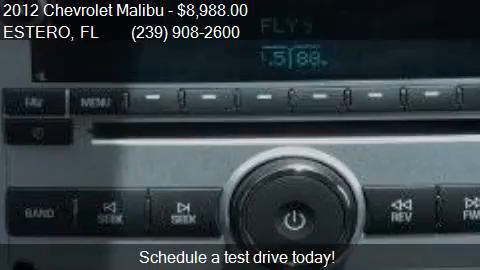 2012 Chevrolet Malibu - $8,988.00
ESTERO, FL (239) 908-2600
FAV MENU
BAND SEEK SEEK REV
Schedule a test drive today!